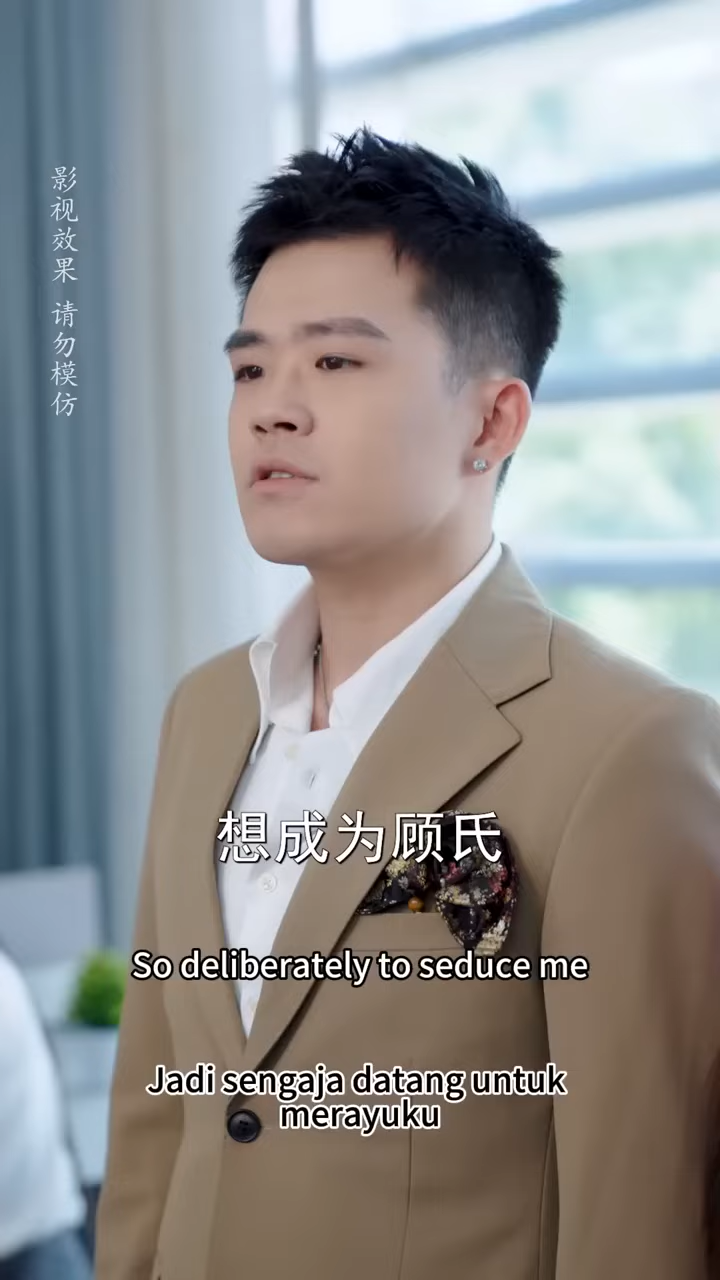 影视效果 请勿模仿
想成为顾氏
So deliberately to seduce me
Jadi sengaja datang untuk
merayuku